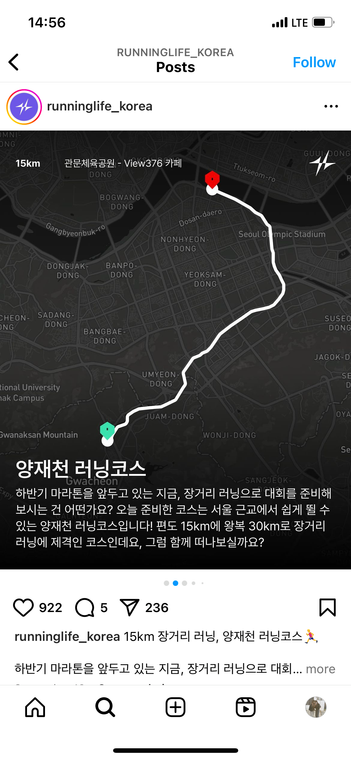 14:56
LTE
RUNNINGLIFE_KOREA
Posts
Follow
runninglife_korea
15km
관문체육공원 - View376 카페
Ttukseom-ro
BOGWANG-
DONG
Gangbyeonbuk-ro
Dosan-daero
NONHYEON-
DONG
Seoul Olympic Stadium
DONGJAK-
DONG
BANPO-
DONG
YEOKSAM-
DONG
SADANG-
DONG
BANGBAE-
DONG
UMYEON-
DONG
JUAM-DONG
WONJI-DONG
Gwanaksan Mountain
양재천 러닝코스
Gwacheon
하반기 마라톤을 앞두고 있는 지금, 장거리 러닝으로 대회를 준비해
보시는 건 어떤가요? 오늘 준비한 코스는 서울 근교에서 쉽게 뛸 수
있는 양재천 러닝코스입니다! 편도 15km에 왕복 30km로 장거리
러닝에 제격인 코스인데요, 그럼 함께 떠나보실까요?
922
5
236
runninglife_korea 15km 장거리 러닝, 양재천 러닝코스🏃
하반기 마라톤을 앞두고 있는 지금, 장거리 러닝으로 대회... more